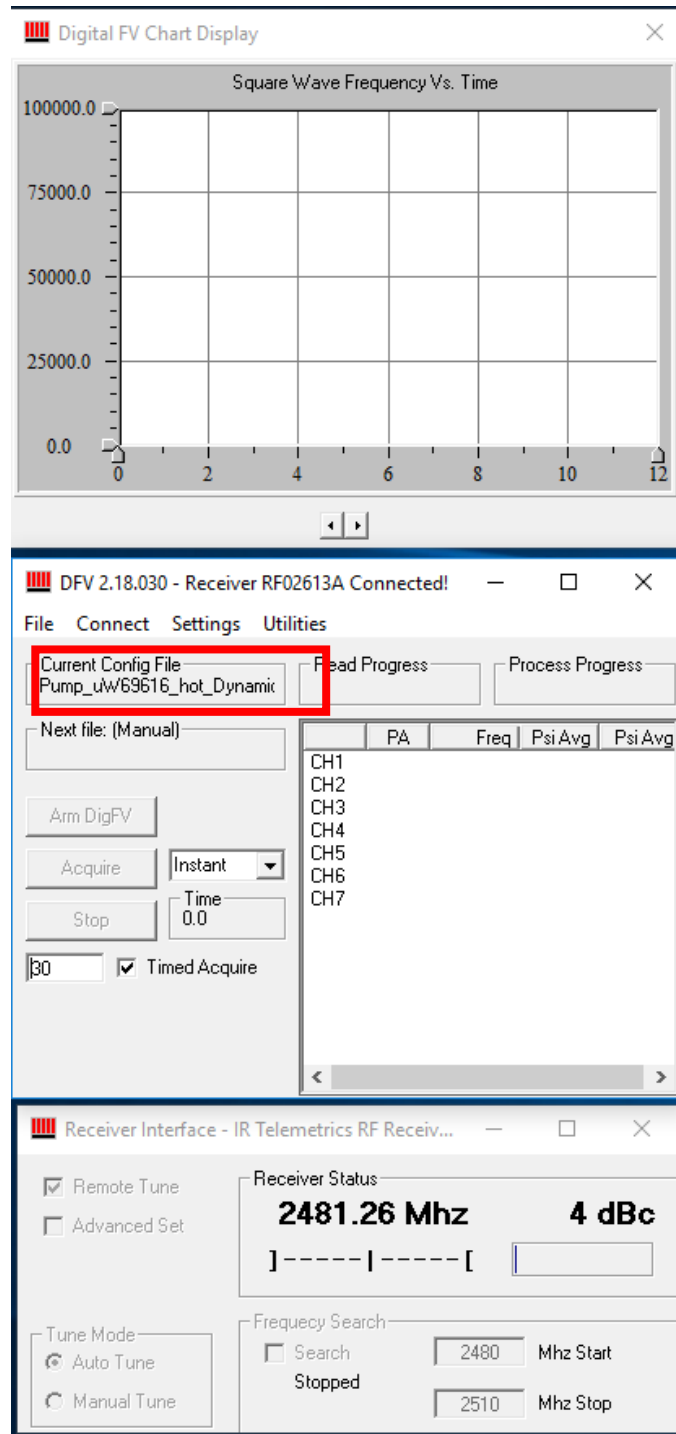 Digital FV Chart Display
Square Wave Frequency Vs. Time
100000.0
75000.0
50000.0
25000.0
0.0
0 2 4 6 8 10 12
DFV 2.18.030 - Receiver RF02613A Connected!
File Connect Settings Utilities
Current Config File Read Progress Process Progress
Pump_uW69616_hot_Dynamic
Next file: (Manual)
PA Freq Psi Avg Psi Avg
CH1
CH2
CH3
CH4
CH5
CH6
CH7
Arm DigFV
Acquire Instant
Stop Time
0.0
30 Timed Acquire
Receiver Interface - IR Telemetrics RF Receiv...
Remote Tune
Advanced Set
Receiver Status
2481.26 Mhz 4 dBc
]-----|-----[
Tune Mode
Auto Tune
Manual Tune
Frequecy Search
Search 2480 Mhz Start
Stopped
2510 Mhz Stop